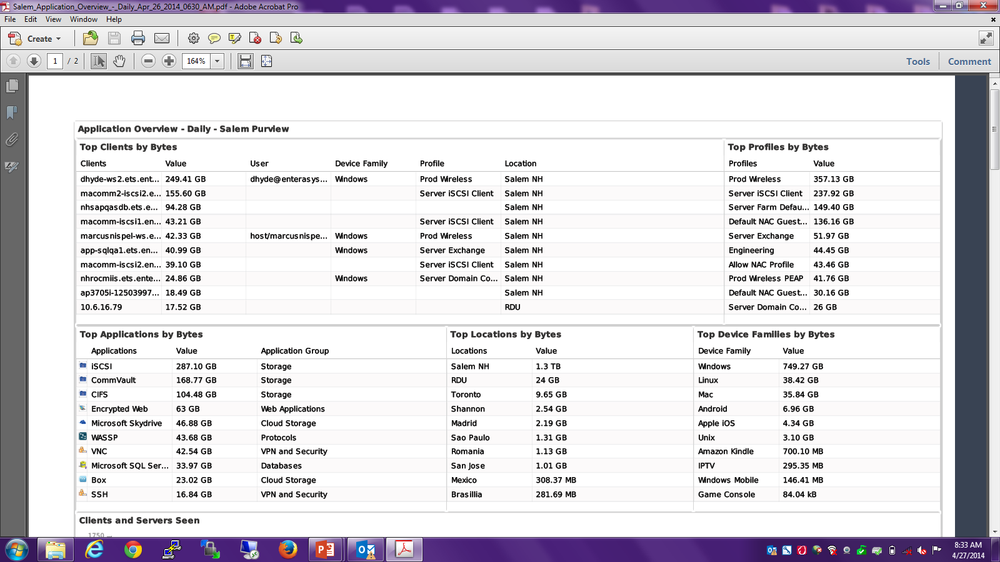 Salem_Application_Overview_-_Daily_Apr_26_2014_0630_AM.pdf - Adobe Acrobat Pro
File Edit View Window Help
Create
1 / 2 164% Tools Comment
Application Overview - Daily - Salem Purview
Top Clients by Bytes
Clients Value User Device Family Profile Location
dhyde-ws2.ets.ent... 249.41 GB dhyde@enterasys... Windows Prod Wireless Salem NH
macomm2-iscsi2.e... 155.60 GB Server iSCSI Client Salem NH
nhsapqasdb.ets.e... 94.28 GB Salem NH
macomm-iscsi1.en... 43.21 GB Server iSCSI Client Salem NH
marcusnispel-ws.e... 42.33 GB host/marcusnispe... Windows Prod Wireless Salem NH
app-sqlqa1.ets.en... 40.99 GB Windows Server Exchange Salem NH
macomm-iscsi2.en... 39.10 GB Server iSCSI Client Salem NH
nhrocmiis.ets.ente... 24.86 GB Windows Server Domain Co... Salem NH
ap3705i-12503997... 18.49 GB Salem NH
10.6.16.79 17.52 GB RDU
Top Profiles by Bytes
Profiles Value
Prod Wireless 357.13 GB
Server iSCSI Client 237.92 GB
Server Farm Defau... 149.40 GB
Default NAC Guest... 136.16 GB
Server Exchange 51.97 GB
Engineering 44.45 GB
Allow NAC Profile 43.46 GB
Prod Wireless PEAP 41.76 GB
Default NAC Guest... 30.16 GB
Server Domain Co... 26 GB
Top Applications by Bytes
Applications Value Application Group
iSCSI 287.10 GB Storage
CommVault 168.77 GB Storage
CIFS 104.48 GB Storage
Encrypted Web 63 GB Web Applications
Microsoft Skydrive 46.88 GB Cloud Storage
WASSP 43.68 GB Protocols
VNC 42.54 GB VPN and Security
Microsoft SQL Ser... 33.97 GB Databases
Box 23.02 GB Cloud Storage
SSH 16.84 GB VPN and Security
Top Locations by Bytes
Locations Value
Salem NH 1.3 TB
RDU 24 GB
Toronto 9.65 GB
Shannon 2.54 GB
Madrid 2.19 GB
Sao Paulo 1.31 GB
Romania 1.13 GB
San Jose 1.01 GB
Mexico 308.37 MB
Brasillia 281.69 MB
Top Device Families by Bytes
Device Family Value
Windows 749.27 GB
Linux 38.42 GB
Mac 35.84 GB
Android 6.96 GB
Apple iOS 4.34 GB
Unix 3.10 GB
Amazon Kindle 700.10 MB
IPTV 295.35 MB
Windows Mobile 146.41 MB
Game Console 84.04 kB
Clients and Servers Seen
1750
8:33 AM
4/27/2014